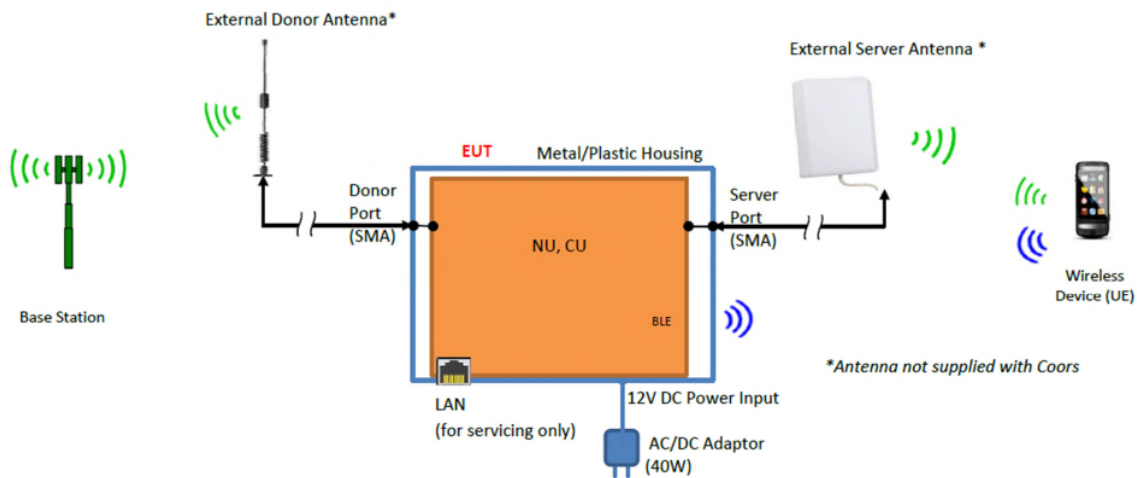 External Donor Antenna*
External Server Antenna *
EUT
Metal/Plastic Housing
Donor
Port
(SMA)
Server
Port
(SMA)
NU, CU
BLE
Base Station
Wireless
Device (UE)
*Antenna not supplied with Coors
LAN
(for servicing only)
12V DC Power Input
AC/DC Adaptor
(40W)